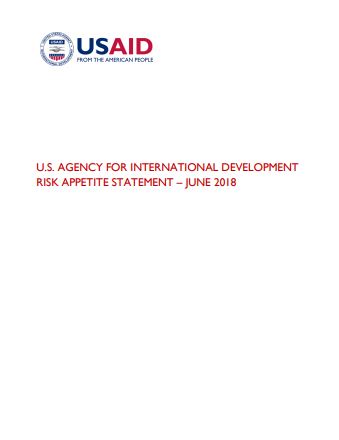 USAID
FROM THE AMERICAN PEOPLE
U.S. AGENCY FOR INTERNATIONAL DEVELOPMENT
RISK APPETITE STATEMENT – JUNE 2018